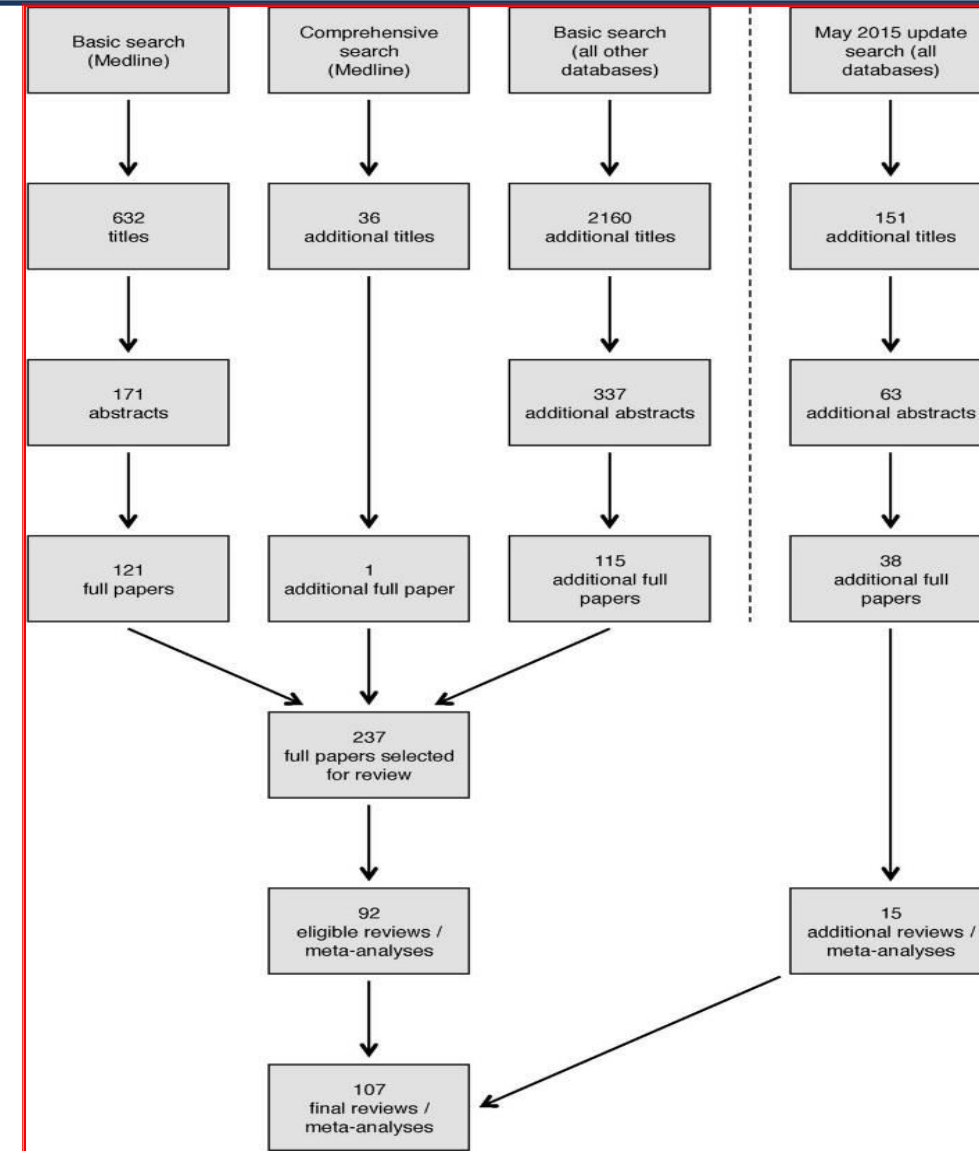 Basic search
(Medline)
Comprehensive
search
(Medline)
Basic search
(all other
databases)
May 2015 update
search (all
databases)
632
titles
36
additional titles
2160
additional titles
151
additional titles
171
abstracts
337
additional abstracts
63
additional abstracts
121
full papers
1
additional full paper
115
additional full
papers
38
additional full
papers
237
full papers selected
for review
92
eligible reviews /
meta-analyses
15
additional reviews /
meta-analyses
107
final reviews /
meta-analyses